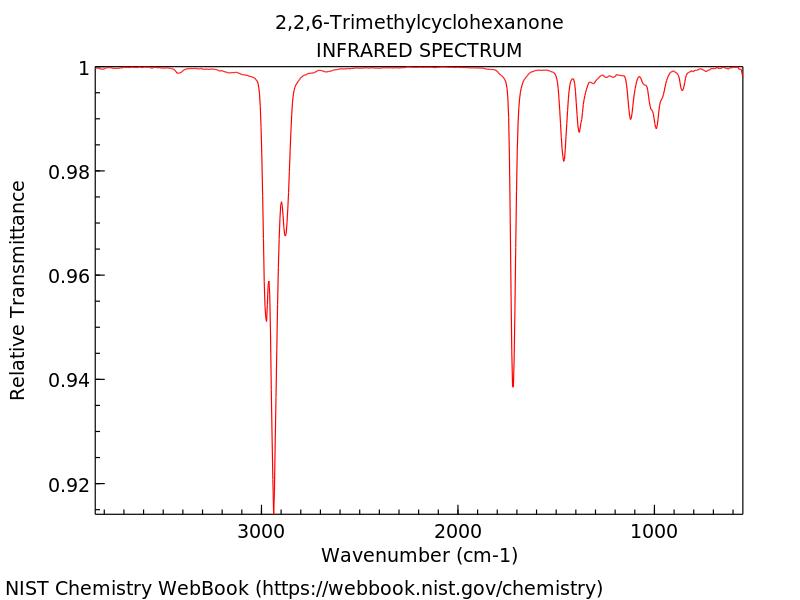 2,2,6-Trimethylcyclohexanone
INFRARED SPECTRUM
1
0.98
0.96
0.94
0.92
Relative Transmittance
3000 2000 1000
Wavenumber (cm-1)
NIST Chemistry WebBook (https://webbook.nist.gov/chemistry)